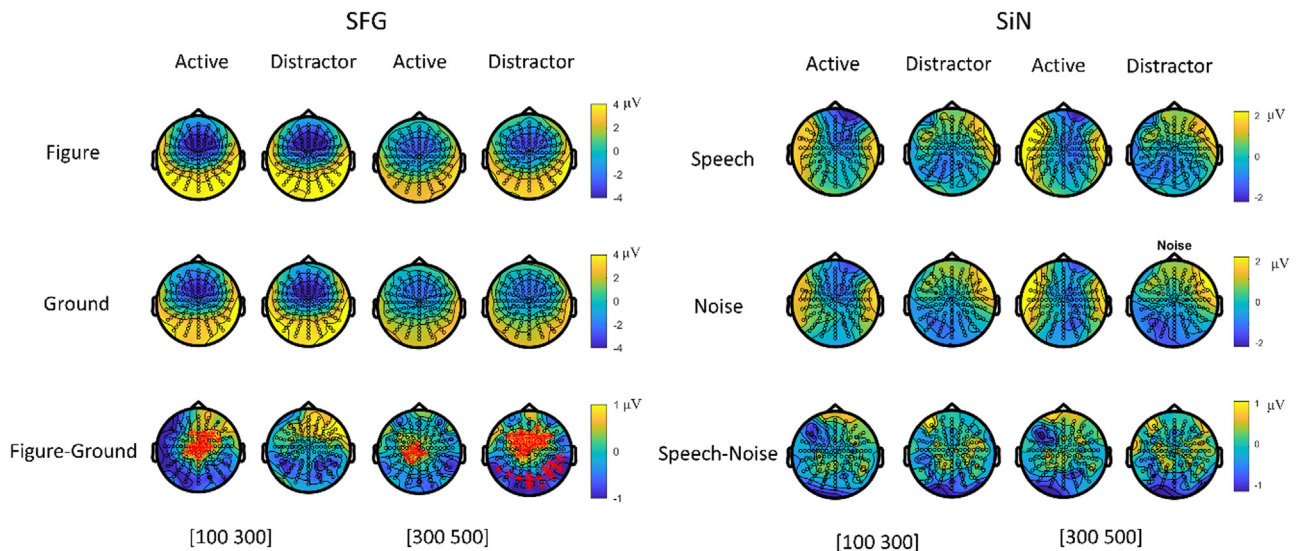 SFG SiN
Active Distractor Active Distractor Active Distractor Active Distractor
Figure 4 μV Speech 2 μV
2
0 0
-2
-4 -2
Noise
Ground 4 μV Noise 2 μV
2
0 0
-2
-4 -2
Figure-Ground 1 μV Speech-Noise 1 μV
0 0
-1 -1
[100 300] [300 500] [100 300] [300 500]